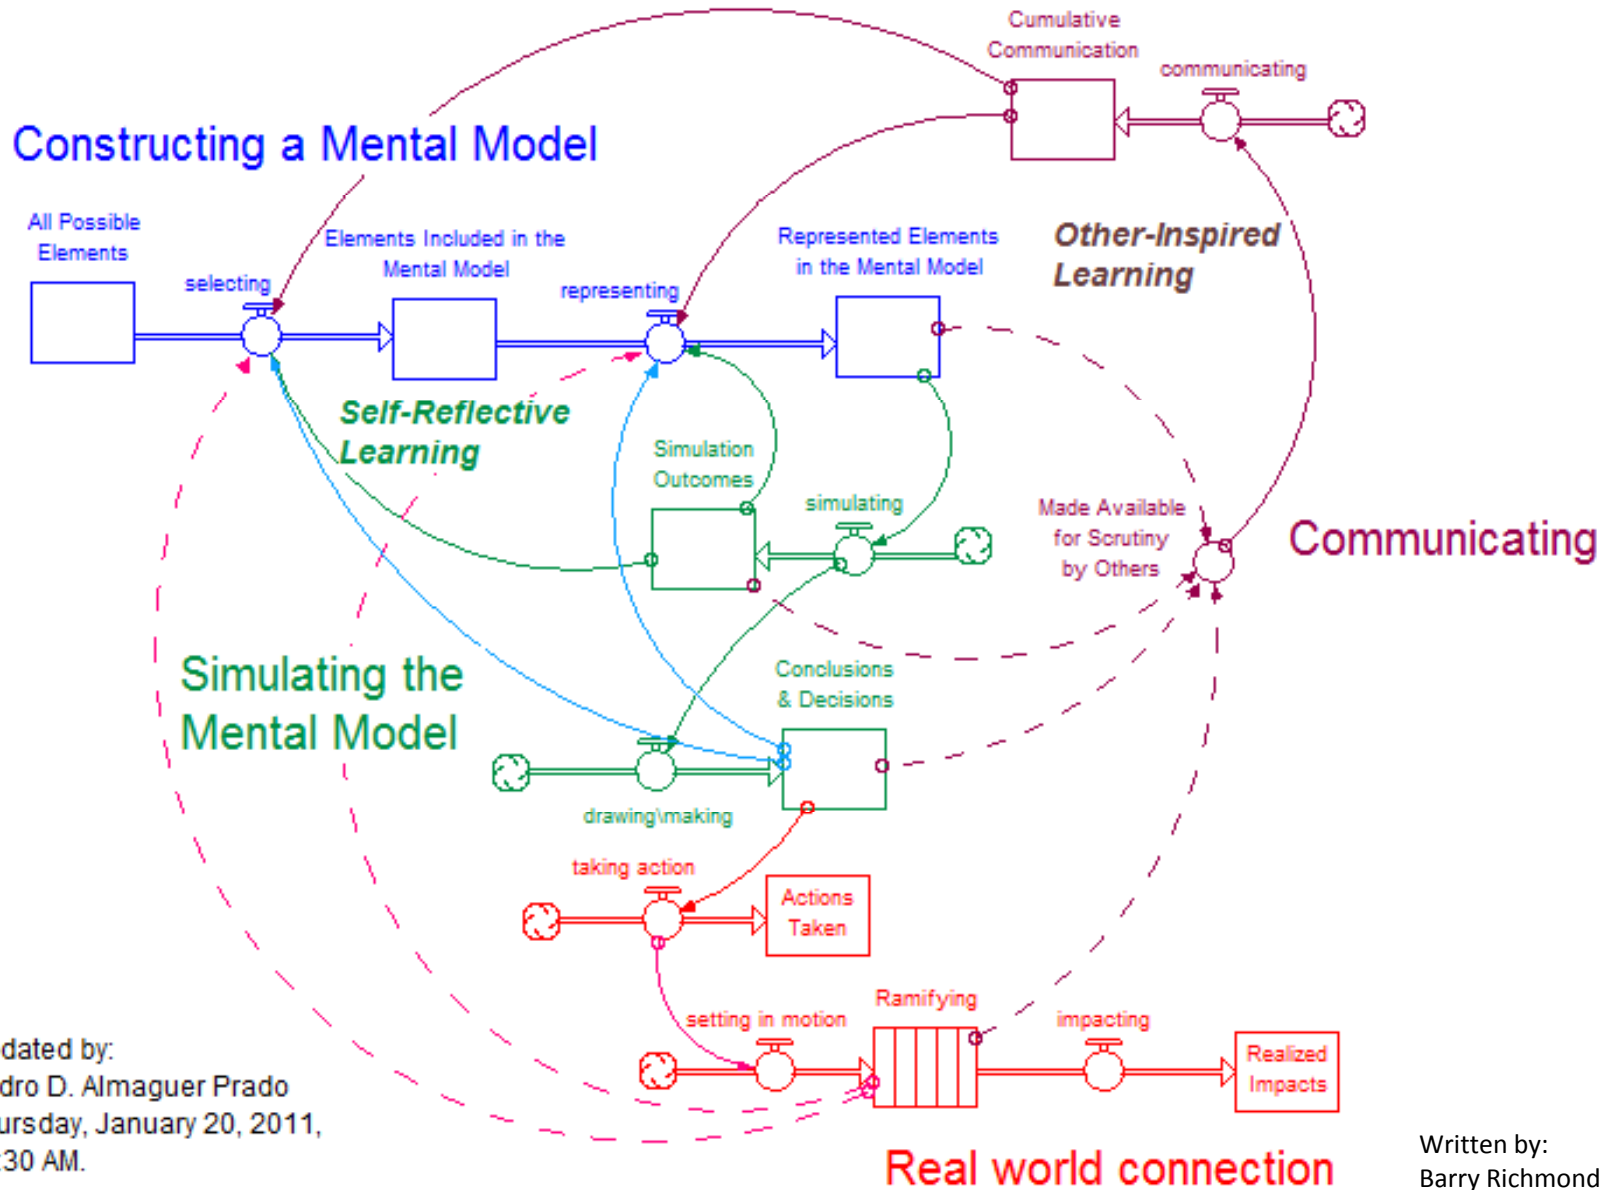 Cumulative
Communication
communicating
Constructing a Mental Model
All Possible
Elements
selecting
Elements Included in the
Mental Model
representing
Represented Elements
in the Mental Model
Other-Inspired
Learning
Self-Reflective
Learning
Simulation
Outcomes
simulating
Made Available
for Scrutiny
by Others
Communicating
Simulating the
Mental Model
Conclusions
& Decisions
drawing\making
taking action
Actions
Taken
setting in motion
Ramifying
impacting
Realized
Impacts
dated by:
dro D. Almaguer Prado
ursday, January 20, 2011,
:30 AM.
Real world connection
Written by:
Barry Richmond